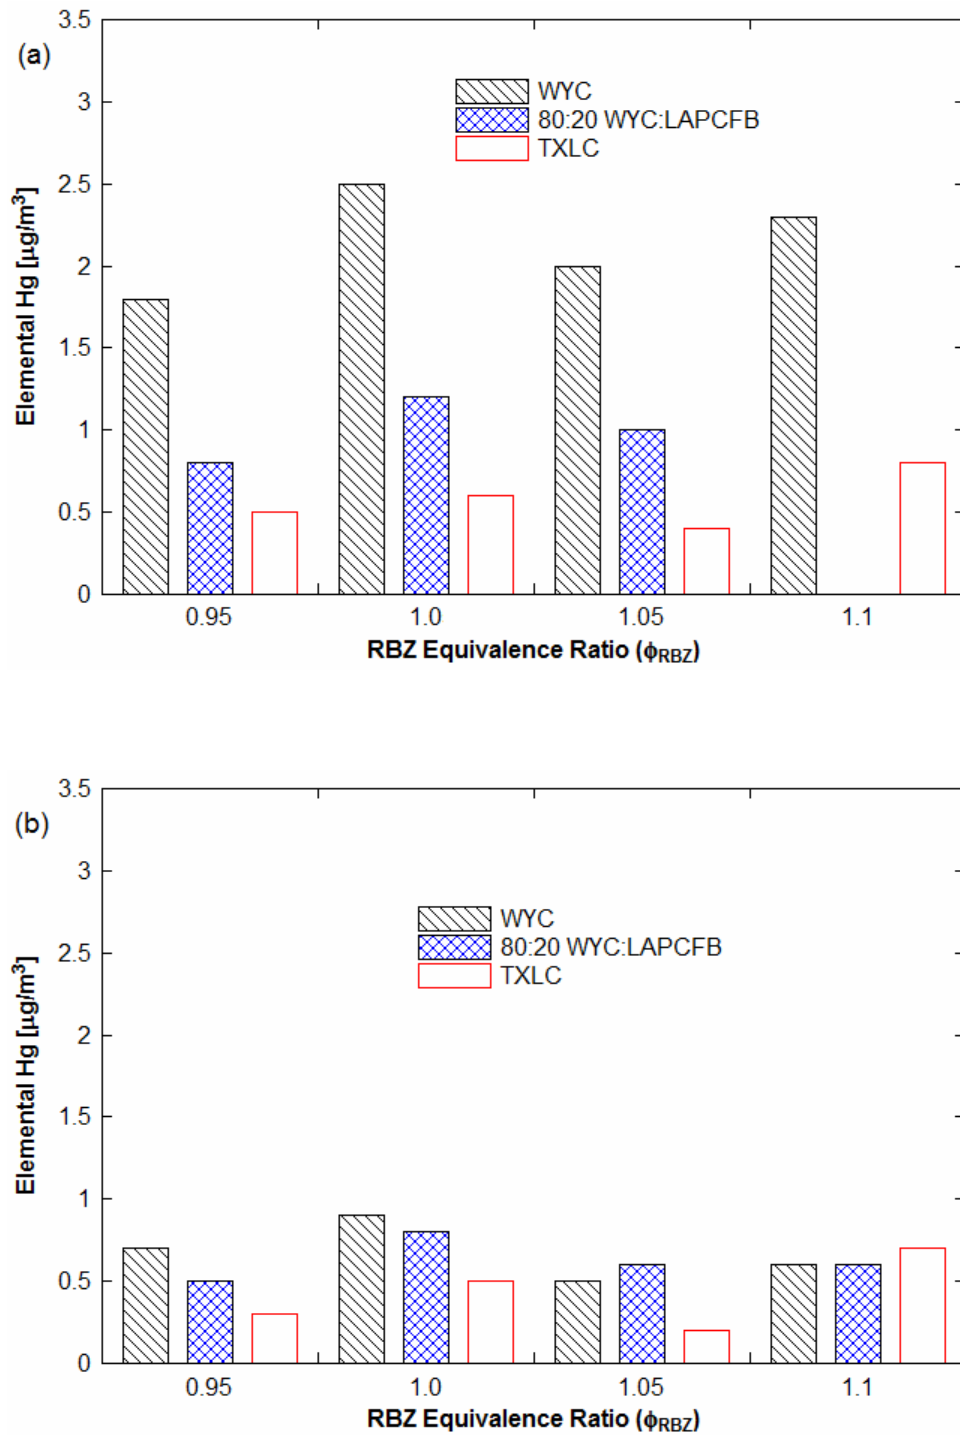 (a)
3.5
3
2.5
2
1.5
1
0.5
0
Elemental Hg [μg/m³]
WYC
80:20 WYC:LAPCFB
TXLC
0.95 1.0 1.05 1.1
RBZ Equivalence Ratio (ϕRBZ)
(b)
3.5
3
2.5
2
1.5
1
0.5
0
Elemental Hg [μg/m³]
WYC
80:20 WYC:LAPCFB
TXLC
0.95 1.0 1.05 1.1
RBZ Equivalence Ratio (ϕRBZ)